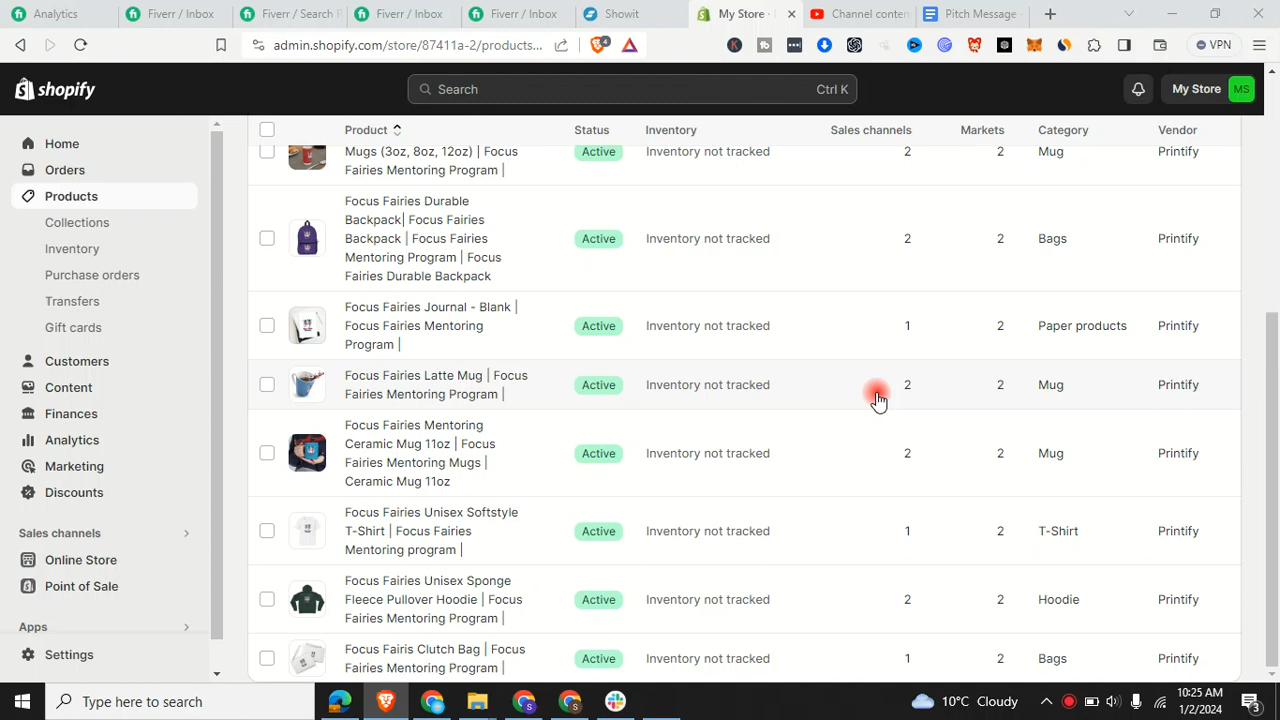 Analytics
Fiverr / Inbox
Fiverr / Search P
Fiverr / Inbox
Fiverr / Inbox
Showit
My Store ·
Channel conten
Pitch Message
admin.shopify.com/store/87411a-2/products...
4
VPN
shopify
Search
Ctrl K
My Store
MS
Home
Orders
Products
Collections
Inventory
Purchase orders
Transfers
Gift cards
Customers
Content
Finances
Analytics
Marketing
Discounts
Sales channels
Online Store
Point of Sale
Apps
Settings
Product Status Inventory Sales channels Markets Category Vendor
Mugs (3oz, 8oz, 12oz) | Focus
Fairies Mentoring Program |
Active Inventory not tracked 2 2 Mug Printify
Focus Fairies Durable
Backpack| Focus Fairies
Backpack | Focus Fairies
Mentoring Program | Focus
Fairies Durable Backpack
Active Inventory not tracked 2 2 Bags Printify
Focus Fairies Journal - Blank |
Focus Fairies Mentoring
Program |
Active Inventory not tracked 1 2 Paper products Printify
Focus Fairies Latte Mug | Focus
Fairies Mentoring Program |
Active Inventory not tracked 2 2 Mug Printify
Focus Fairies Mentoring
Ceramic Mug 11oz | Focus
Fairies Mentoring Mugs |
Ceramic Mug 11oz
Active Inventory not tracked 2 2 Mug Printify
Focus Fairies Unisex Softstyle
T-Shirt | Focus Fairies
Mentoring program |
Active Inventory not tracked 1 2 T-Shirt Printify
Focus Fairies Unisex Sponge
Fleece Pullover Hoodie | Focus
Fairies Mentoring Program |
Active Inventory not tracked 2 2 Hoodie Printify
Focus Fairis Clutch Bag | Focus
Fairies Mentoring Program |
Active Inventory not tracked 1 2 Bags Printify
Type here to search
10°C Cloudy
10:25 AM
1/2/2024
3